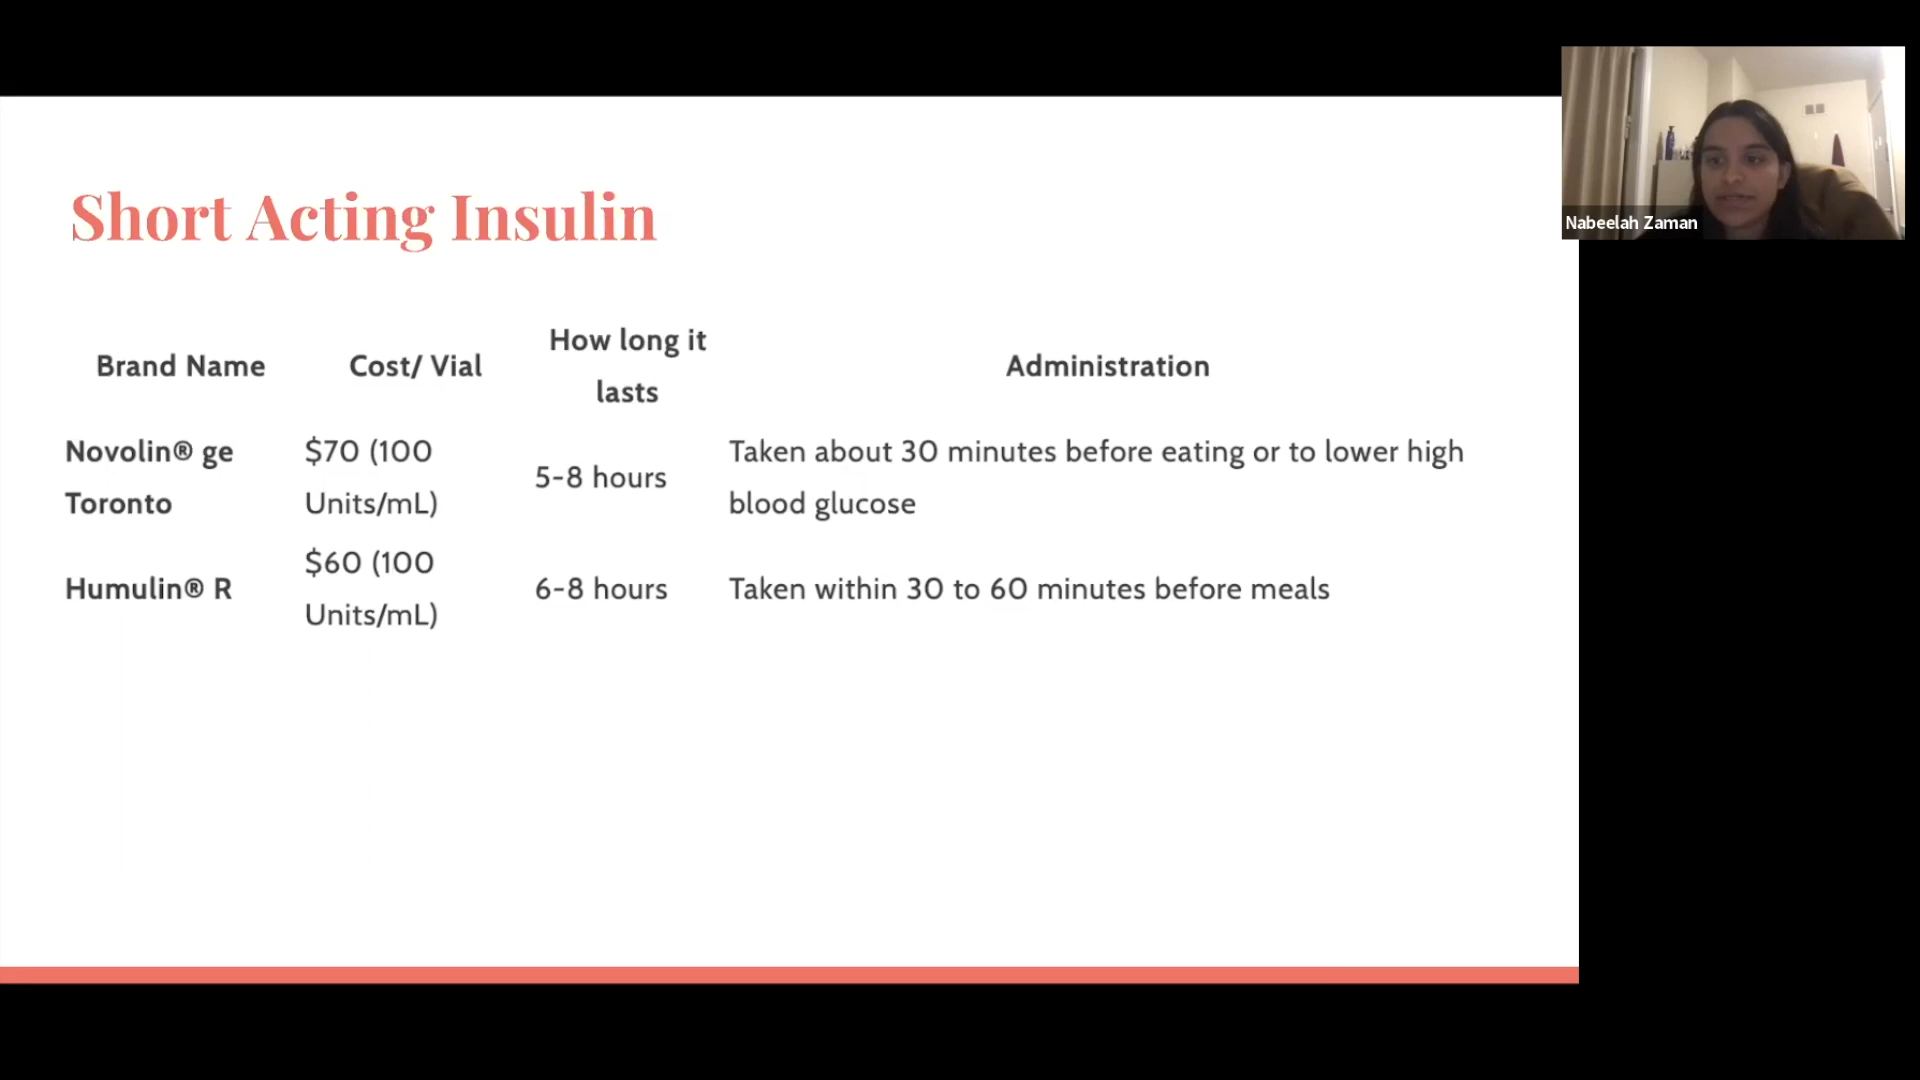 Short Acting Insulin
Brand Name
Cost/ Vial
How long it
lasts
Administration
Novolin® ge
Toronto
$70 (100
Units/mL)
5-8 hours
Taken about 30 minutes before eating or to lower high
blood glucose
Humulin® R
$60 (100
Units/mL)
6-8 hours
Taken within 30 to 60 minutes before meals
Nabeelah Zaman